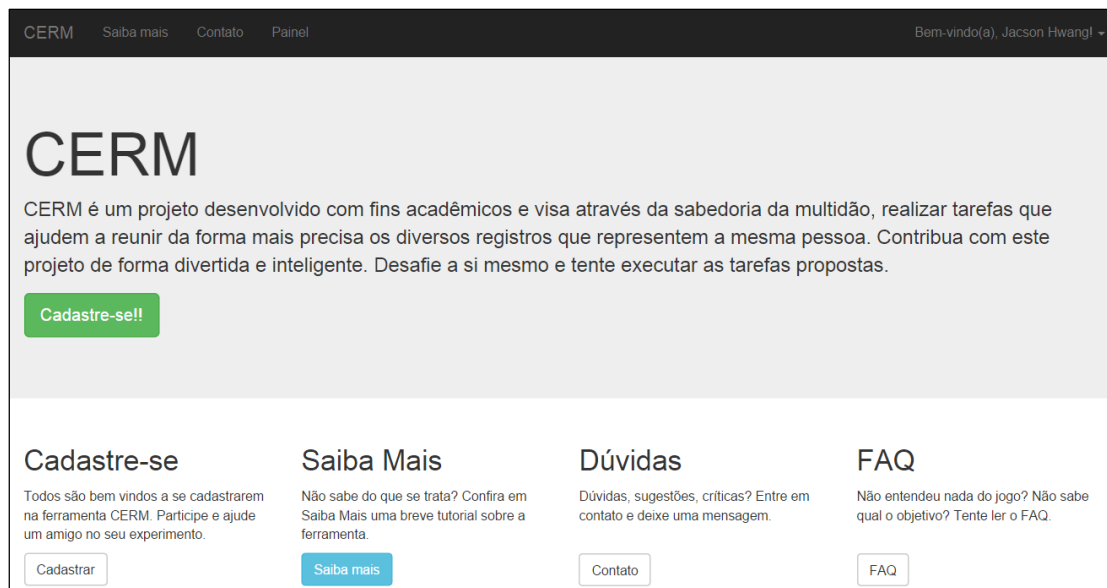 CERM Saiba mais Contato Painel Bem-vindo(a), Jacson Hwang!
CERM
CERM é um projeto desenvolvido com fins acadêmicos e visa através da sabedoria da multidão, realizar tarefas que
ajudem a reunir da forma mais precisa os diversos registros que representem a mesma pessoa. Contribua com este
projeto de forma divertida e inteligente. Desafie a si mesmo e tente executar as tarefas propostas.
Cadastre-se!!
Cadastre-se
Todos são bem vindos a se cadastrarem
na ferramenta CERM. Participe e ajude
um amigo no seu experimento.
Cadastrar
Saiba Mais
Não sabe do que se trata? Confira em
Saiba Mais uma breve tutorial sobre a
ferramenta.
Saiba mais
Dúvidas
Dúvidas, sugestões, críticas? Entre em
contato e deixe uma mensagem.
Contato
FAQ
Não entendeu nada do jogo? Não sabe
qual o objetivo? Tente ler o FAQ.
FAQ